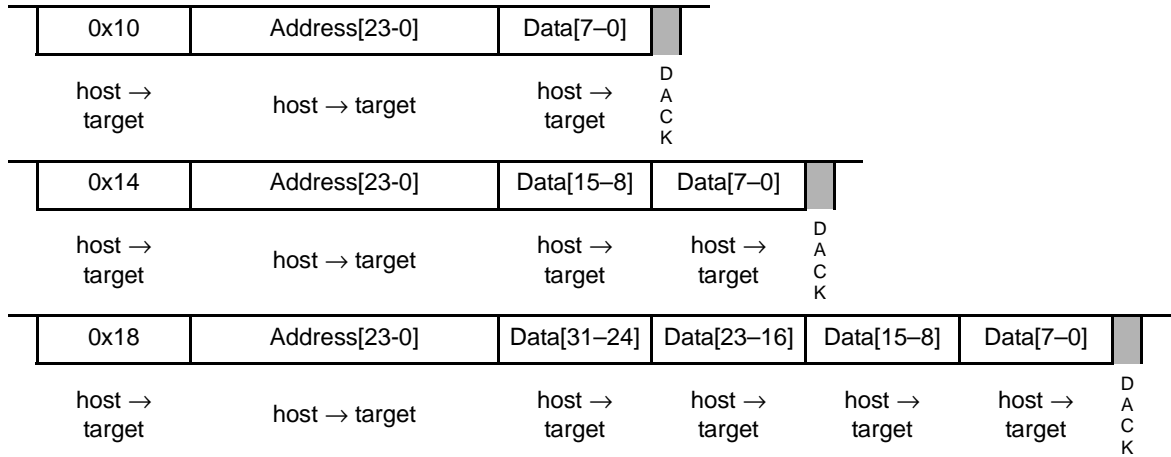 0x10 Address[23-0] Data[7–0]
host → target host → target host → target D A C K
0x14 Address[23-0] Data[15–8] Data[7–0]
host → target host → target host → target host → target D A C K
0x18 Address[23-0] Data[31–24] Data[23–16] Data[15–8] Data[7–0]
host → target host → target host → target host → target host → target host → target D A C K